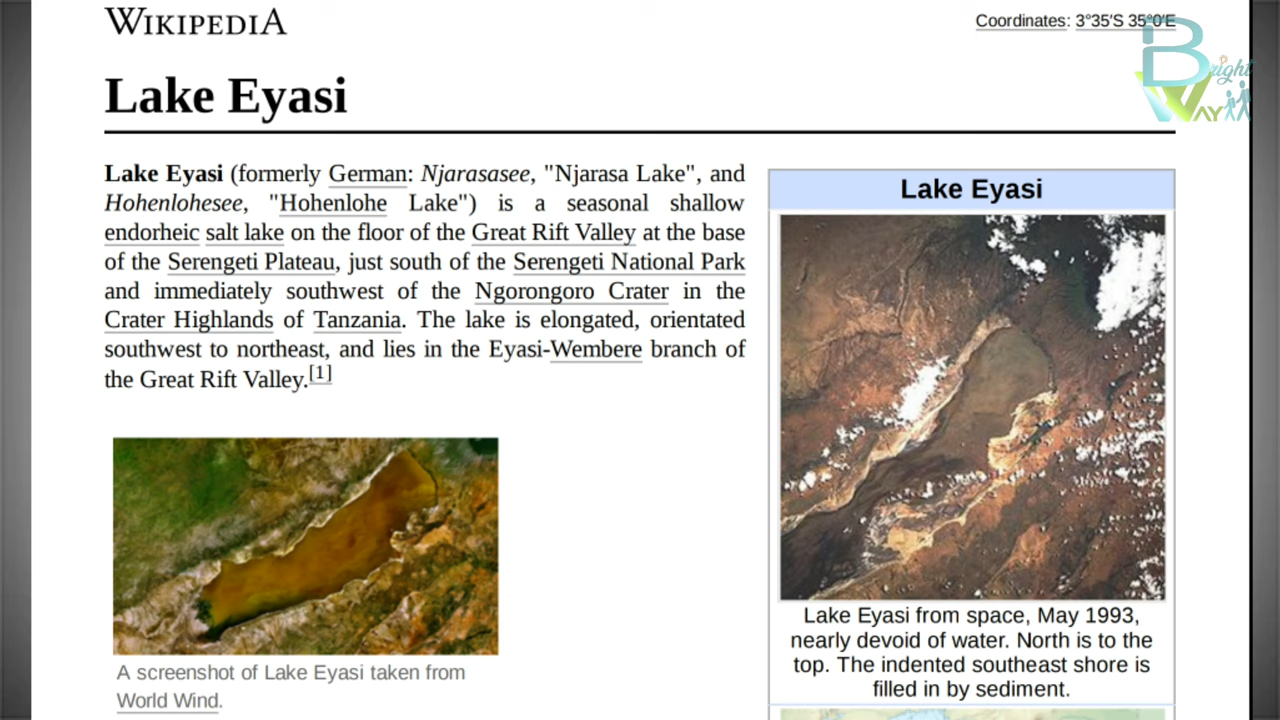 WIKIPEDIA
Coordinates: 3°35′S 35°0′E
Bright
WAY
Lake Eyasi
Lake Eyasi (formerly German: Njarasasee, "Njarasa Lake", and
Hohenlohesee, "Hohenlohe Lake") is a seasonal shallow
endorheic salt lake on the floor of the Great Rift Valley at the base
of the Serengeti Plateau, just south of the Serengeti National Park
and immediately southwest of the Ngorongoro Crater in the
Crater Highlands of Tanzania. The lake is elongated, oriented
southwest to northeast, and lies in the Eyasi-Wembere branch of
the Great Rift Valley.[1]
A screenshot of Lake Eyasi taken from
World Wind.
Lake Eyasi
Lake Eyasi from space, May 1993,
nearly devoid of water. North is to the
top. The indented southeast shore is
filled in by sediment.